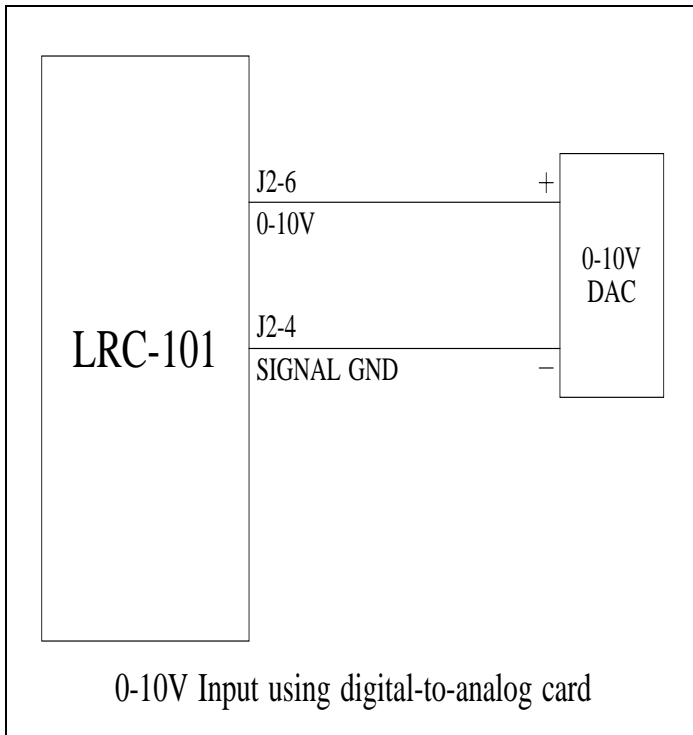 J2-6
+
0-10V
0-10V
DAC
J2-4
LRC-101
SIGNAL GND
−
0-10V Input using digital-to-analog card